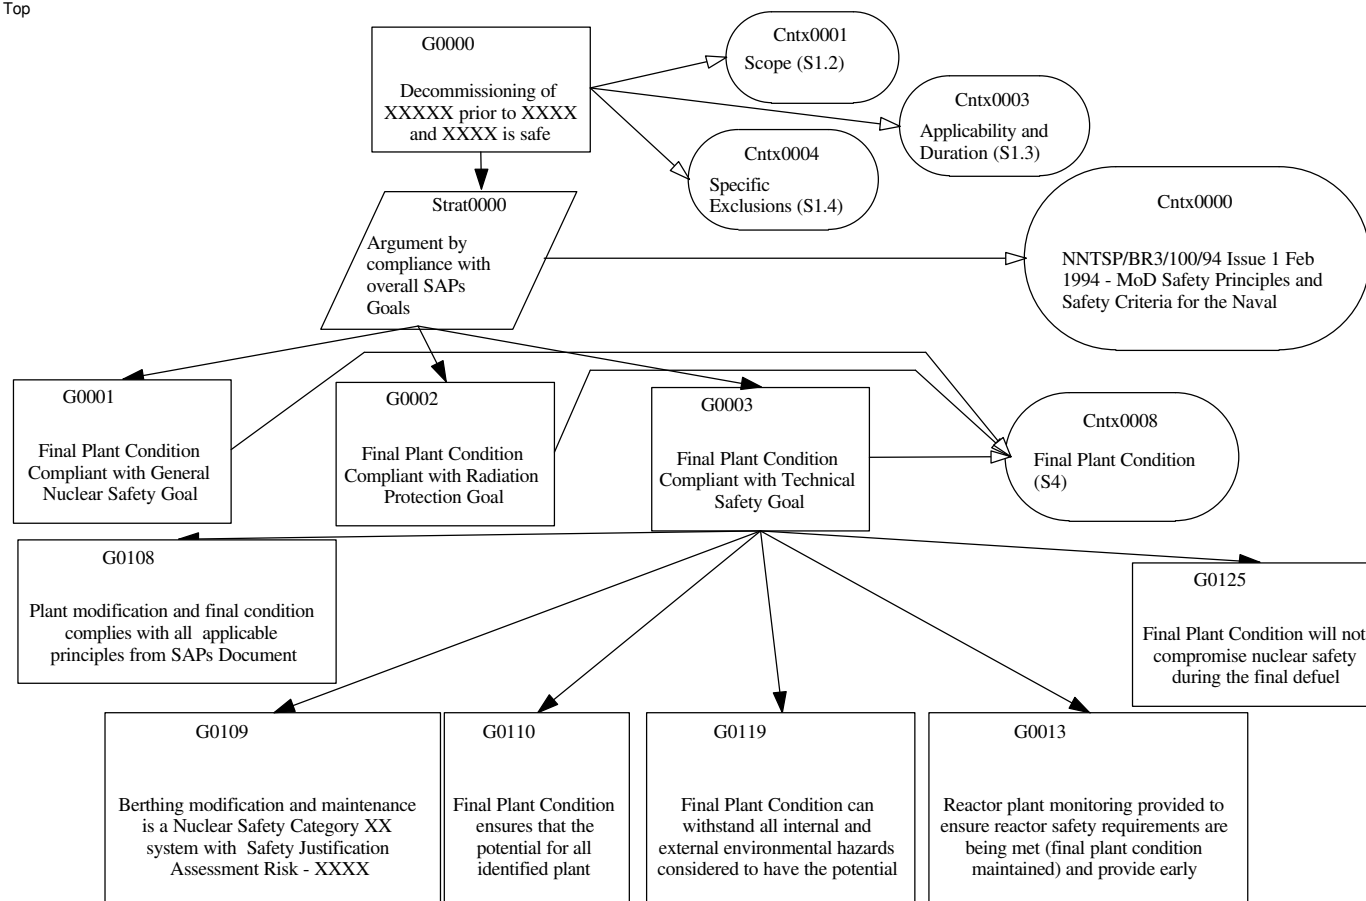 Top
G0000
Decommissioning of
XXXXX prior to XXXX
and XXXX is safe
Cntx0001
Scope (S1.2)
Cntx0003
Applicability and
Duration (S1.3)
Cntx0004
Specific
Exclusions (S1.4)
Strat0000
Argument by
compliance with
overall SAPs
Goals
Cntx0000
NNTSP/BR3/100/94 Issue 1 Feb
1994 - MoD Safety Principles and
Safety Criteria for the Naval
G0001
Final Plant Condition
Compliant with General
Nuclear Safety Goal
G0002
Final Plant Condition
Compliant with Radiation
Protection Goal
G0003
Final Plant Condition
Compliant with Technical
Safety Goal
Cntx0008
Final Plant Condition
(S4)
G0108
Plant modification and final condition
complies with all applicable
principles from SAPs Document
G0125
Final Plant Condition will not
compromise nuclear safety
during the final defuel
G0109
Berthing modification and maintenance
is a Nuclear Safety Category XX
system with Safety Justification
Assessment Risk - XXXX
G0110
Final Plant Condition
ensures that the
potential for all
identified plant
G0119
Final Plant Condition can
withstand all internal and
external environmental hazards
considered to have the potential
G0013
Reactor plant monitoring provided to
ensure reactor safety requirements are
being met (final plant condition
maintained) and provide early